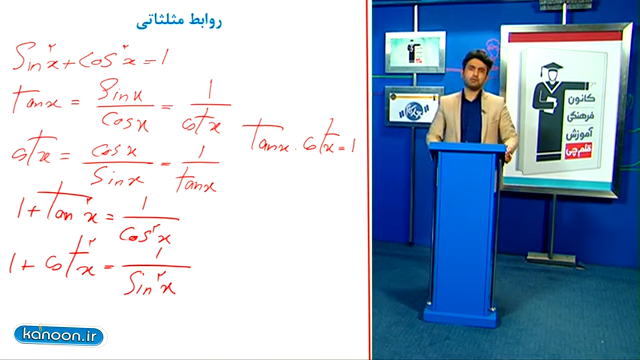 روابط مثلثاتی
Sin²x + Cos²x = 1
tanx = Sinx / Cosx = 1 / Cotx
tanx . Cotx = 1
Cotx = Cosx / Sinx = 1 / tanx
1 + tan²x = 1 / Cos²x
1 + Cot²x = 1 / Sin²x
kanoon.ir
کانون
فرهنگی
آموزش
قلم‌چی